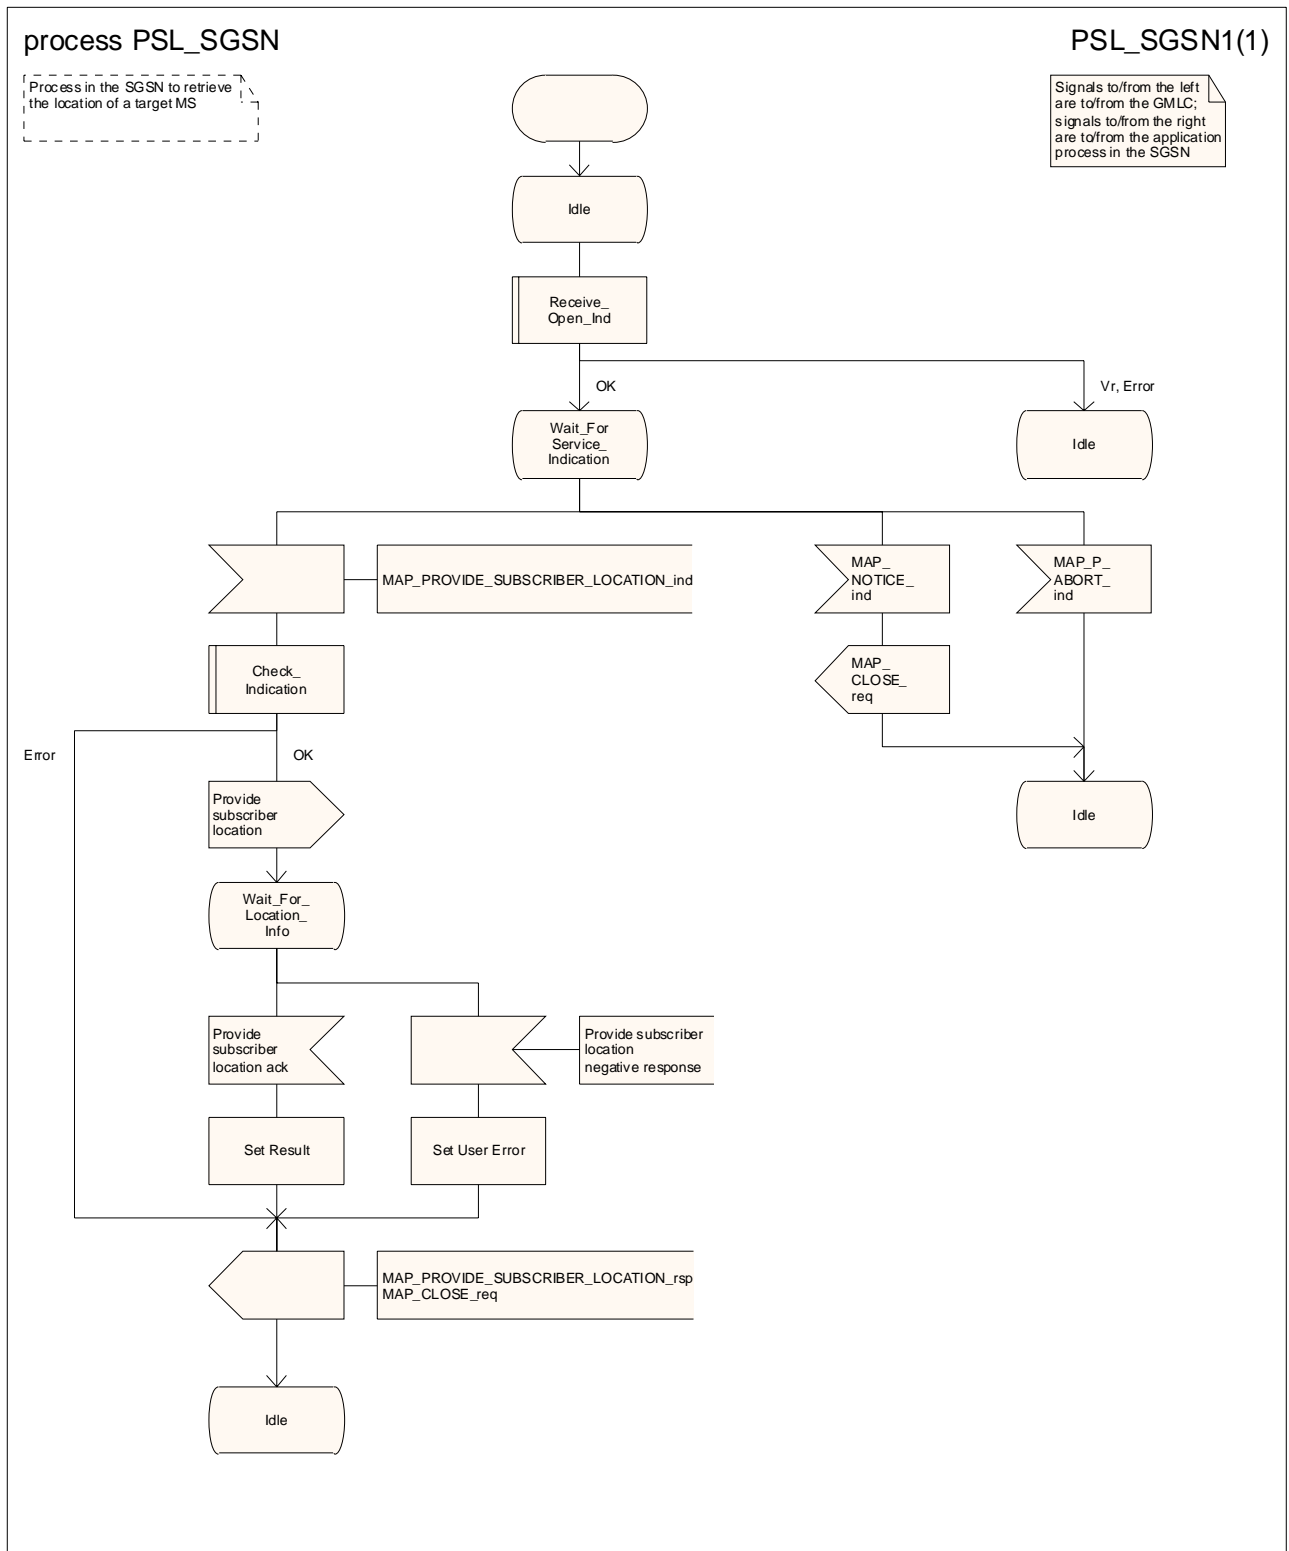 process PSL_SGSN
PSL_SGSN1(1)
Process in the SGSN to retrieve
the location of a target MS
Signals to/from the left
are to/from the GMLC;
signals to/from the right
are to/from the application
process in the SGSN
Idle
Receive_
Open_Ind
OK
Vr, Error
Wait_For
Service_
Indication
Idle
MAP_PROVIDE_SUBSCRIBER_LOCATION_ind
MAP_
NOTICE_
ind
MAP_P_
ABORT_
ind
Check_
Indication
MAP_
CLOSE_
req
Error
OK
Provide
subscriber
location
Idle
Wait_For_
Location_
Info
Provide
subscriber
location ack
Provide subscriber
location
negative response
Set Result
Set User Error
MAP_PROVIDE_SUBSCRIBER_LOCATION_rsp
MAP_CLOSE_req
Idle